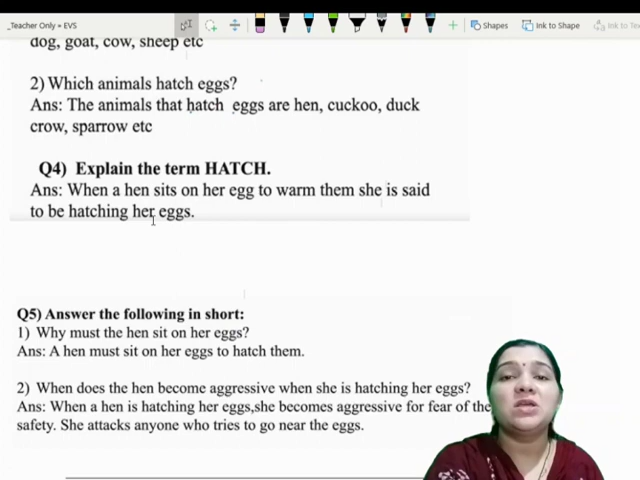 _Teacher Only » EVS
Shapes
Ink to Shape
Ink to Te
dog, goat, cow, sheep etc
2) Which animals hatch eggs?
Ans: The animals that hatch eggs are hen, cuckoo, duck
crow, sparrow etc
Q4) Explain the term HATCH.
Ans: When a hen sits on her egg to warm them she is said
to be hatching her eggs.
Q5) Answer the following in short:
1) Why must the hen sit on her eggs?
Ans: A hen must sit on her eggs to hatch them.
2) When does the hen become aggressive when she is hatching her eggs?
Ans: When a hen is hatching her eggs,she becomes aggressive for fear of the
safety. She attacks anyone who tries to go near the eggs.